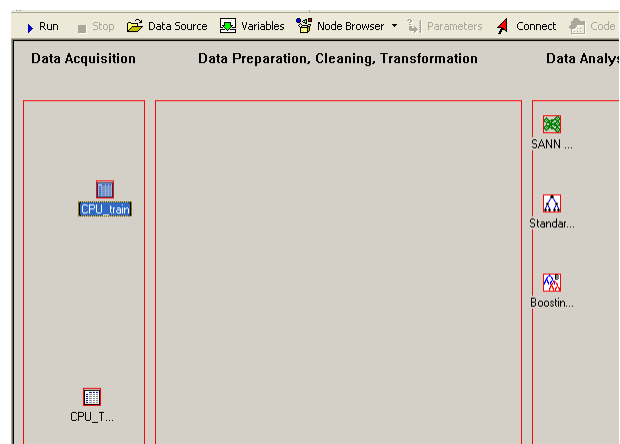 Run Stop Data Source Variables Node Browser Parameters Connect Code
Data Acquisition Data Preparation, Cleaning, Transformation Data Analys
SANN ...
CPU_train
Standar...
Boostin...
CPU_T...